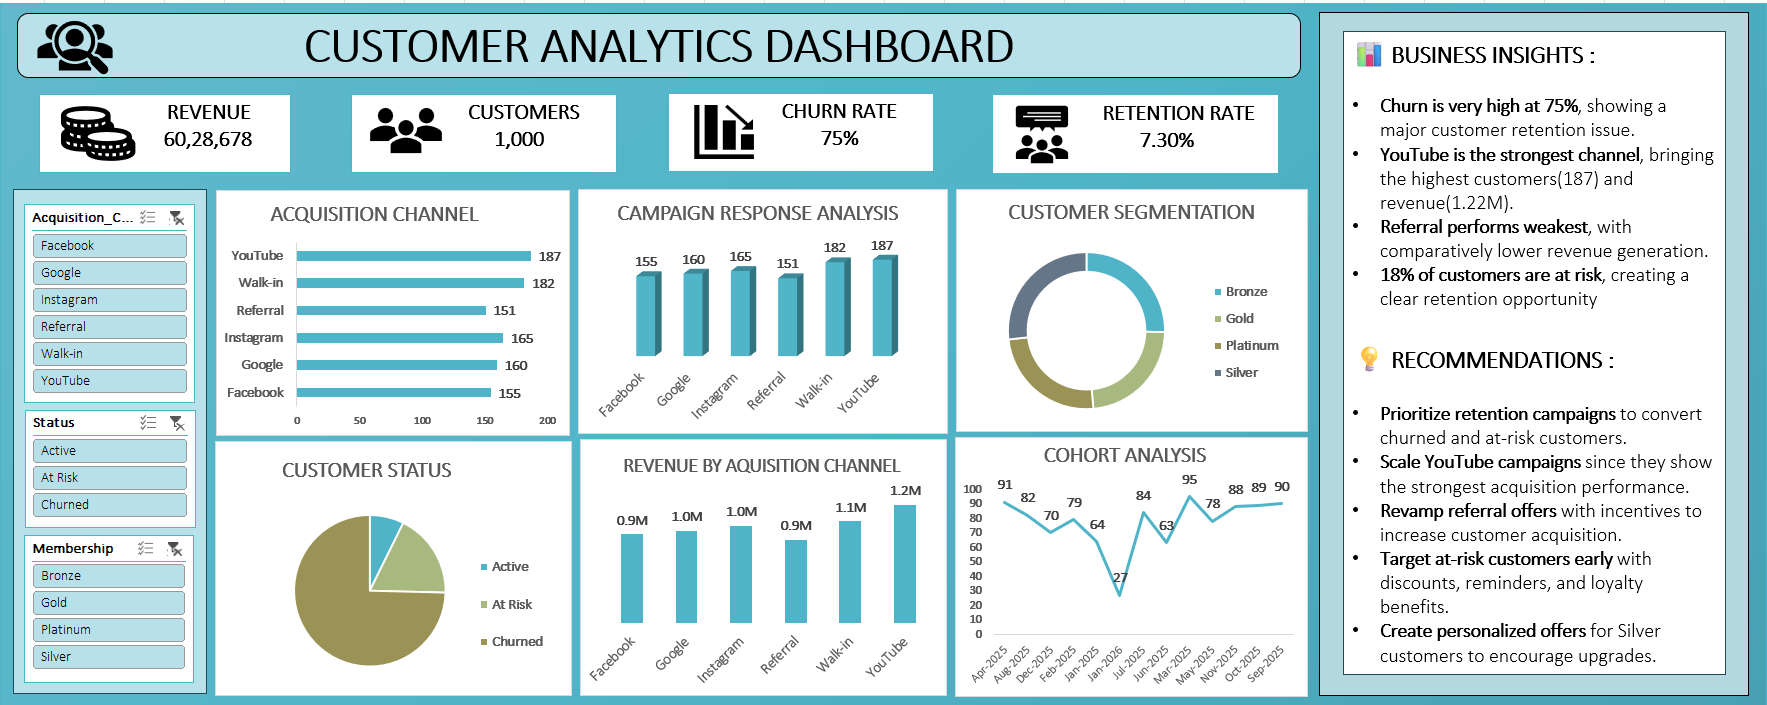 CUSTOMER ANALYTICS DASHBOARD
REVENUE
60,28,678
CUSTOMERS
1,000
CHURN RATE
75%
RETENTION RATE
7.30%
Acquisition_C...
Facebook
Google
Instagram
Referral
Walk-in
YouTube
Status
Active
At Risk
Churned
Membership
Bronze
Gold
Platinum
Silver
ACQUISITION CHANNEL
YouTube 187
Walk-in 182
Referral 151
Instagram 165
Google 160
Facebook 155
0 50 100 150 200
CAMPAIGN RESPONSE ANALYSIS
155 160 165 151 182 187
Facebook Google Instagram Referral Walk-in YouTube
CUSTOMER SEGMENTATION
Bronze
Gold
Platinum
Silver
CUSTOMER STATUS
Active
At Risk
Churned
REVENUE BY AQUISITION CHANNEL
0.9M 1.0M 1.0M 0.9M 1.1M 1.2M
Facebook Google Instagram Referral Walk-in YouTube
COHORT ANALYSIS
100
90
80
70
60
50
40
30
20
10
0
91 82 70 79 64 27 84 63 95 78 88 89 90
Apr-2025 Aug-2025 Dec-2025 Feb-2025 Jan-2025 Jan-2026 Jul-2025 Jun-2025 Mar-2025 May-2025 Nov-2025 Oct-2025 Sep-2025
BUSINESS INSIGHTS :
• Churn is very high at 75%, showing a
major customer retention issue.
• YouTube is the strongest channel, bringing
the highest customers(187) and
revenue(1.22M).
• Referral performs weakest, with
comparatively lower revenue generation.
• 18% of customers are at risk, creating a
clear retention opportunity
RECOMMENDATIONS :
• Prioritize retention campaigns to convert
churned and at-risk customers.
• Scale YouTube campaigns since they show
the strongest acquisition performance.
• Revamp referral offers with incentives to
increase customer acquisition.
• Target at-risk customers early with
discounts, reminders, and loyalty
benefits.
• Create personalized offers for Silver
customers to encourage upgrades.